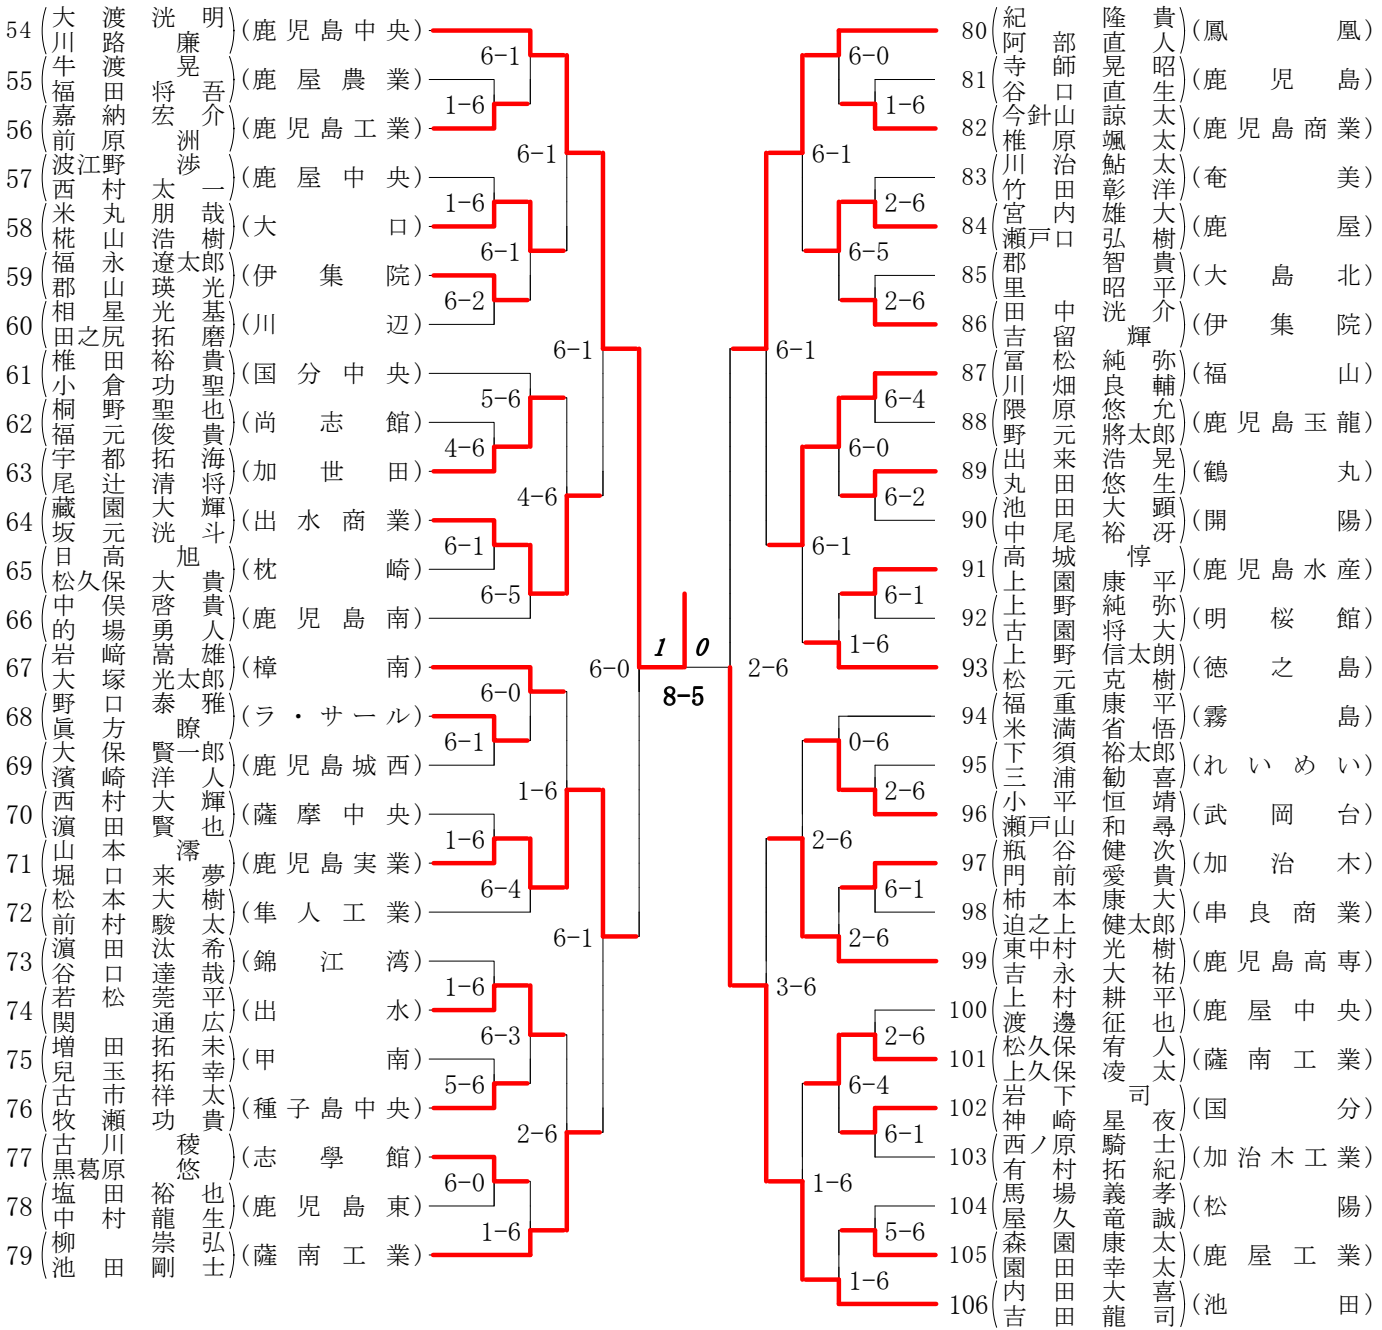 54 (大渡洸明 川路廉) (鹿児島中央)
55 (牛渡晃 福田将吾) (鹿屋農業)
56 (嘉納宏介 前原洲) (鹿児島工業)
57 (波江野渉 西村太一) (鹿屋中央)
58 (米丸朋哉 椛山浩樹) (大口)
59 (福永遼太郎 郡山瑛光) (伊集院)
60 (相星光基 田之尻拓磨) (川辺)
61 (椎田裕貴 小倉功聖) (国分中央)
62 (桐野聖也 福元俊貴) (尚志館)
63 (宇都拓海 尾辻清将) (加世田)
64 (藏園大輝 坂元洸斗) (出水商業)
65 (日高旭 松久保大貴) (枕崎)
66 (中俣啓貴 的場勇人) (鹿児島南)
67 (岩﨑嵩雄 大塚光太郎) (樟南)
68 (野口泰雅 眞方瞭) (ラ・サール)
69 (大保賢一郎 濱崎洋人) (鹿児島城西)
70 (西村大輝 濵田賢也) (薩摩中央)
71 (山本澪 堀口来夢) (鹿児島実業)
72 (松本大樹 前村駿太) (隼人工業)
73 (濵田汰希 谷口達哉) (錦江湾)
74 (若松莞平 関通広) (出水)
75 (増田拓未 兒玉拓幸) (甲南)
76 (古市祥太 牧瀬功貴) (種子島中央)
77 (古川稜 黒葛原悠) (志學館)
78 (塩田裕也 中村龍生) (鹿児島東)
79 (柳崇弘 池田剛士) (薩南工業)
6-1
1-6
6-1
1-6
6-1
6-2
6-1
5-6
4-6
4-6
6-1
6-5
6-0
6-0
6-1
1-6
1-6
6-4
6-1
1-6
6-3
5-6
2-6
6-0
1-6
1 0
8-5
6-0
1-6
6-1
2-6
6-5
2-6
6-1
6-4
6-0
6-2
6-1
6-1
1-6
2-6
0-6
2-6
2-6
6-1
2-6
3-6
2-6
6-4
6-1
1-6
5-6
1-6
80 (紀隆貴 阿部直人) (鳳凰)
81 (寺師晃昭 谷口直生) (鹿児島)
82 (今針山諒太 椎原颯太) (鹿児島商業)
83 (川治鮎太 竹田彰洋) (奄美)
84 (宮内雄大 瀬戸口弘樹) (鹿屋)
85 (郡智貴 里昭平) (大島北)
86 (田中洸介 吉留輝) (伊集院)
87 (冨松純弥 川畑良輔) (福山)
88 (隈原悠允 野元將太郎) (鹿児島玉龍)
89 (出来浩晃 丸田悠生) (鶴丸)
90 (池田大顕 中尾裕冴) (開陽)
91 (高城惇 上園康平) (鹿児島水産)
92 (上野純弥 古園将大) (明桜館)
93 (上野信太朗 松元克樹) (徳之島)
94 (福重康平 米満省悟) (霧島)
95 (下須裕太郎 三浦勧喜) (れいめい)
96 (小平恒靖 瀬戸山和尋) (武岡台)
97 (瓶谷健次 門前愛貴) (加治木)
98 (柿本康大 迫之上健太郎) (串良商業)
99 (東中村光樹 吉永大祐) (鹿児島高専)
100 (上村耕平 渡邊征也) (鹿屋中央)
101 (松久保宥人 上久保凌太) (薩南工業)
102 (岩下司 神崎星夜) (国分)
103 (西ノ原騎士 有村拓紀) (加治木工業)
104 (馬場義孝 屋久竜誠) (松陽)
105 (森園康太 園田幸太) (鹿屋工業)
106 (内田大喜 吉田龍司) (池田)